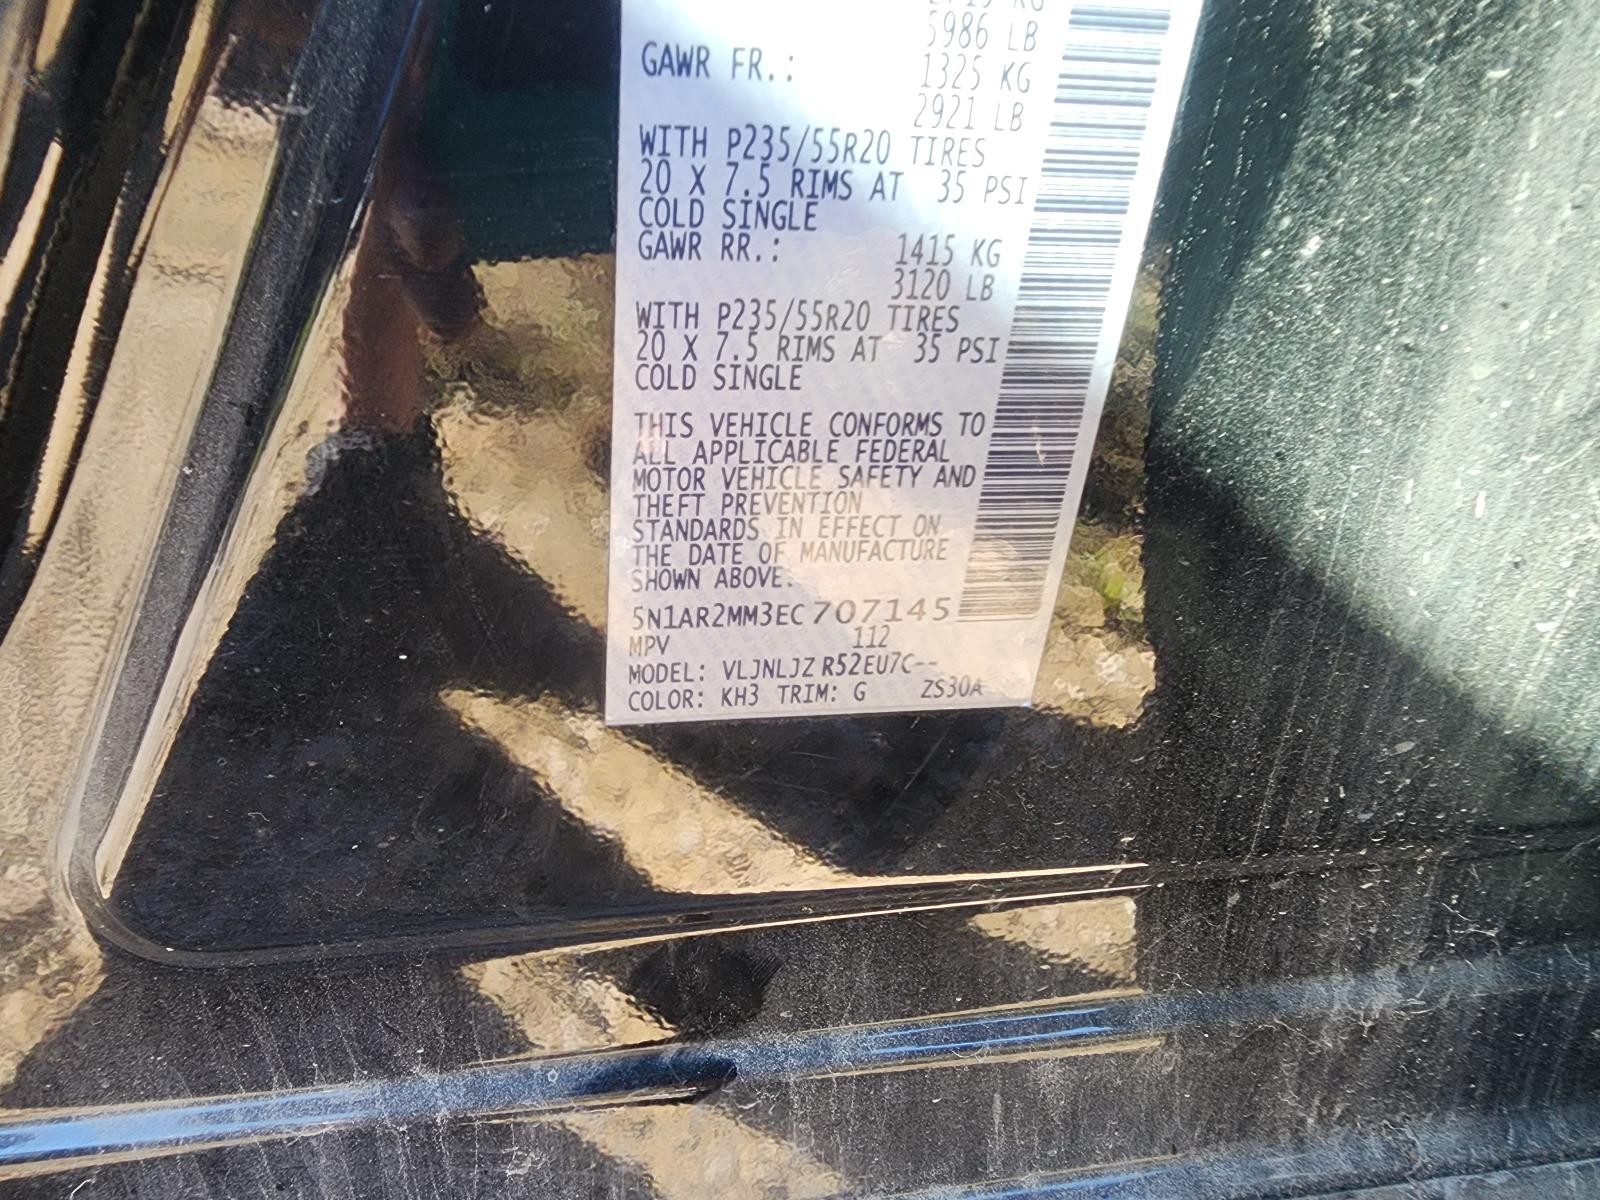 5986 LB
GAWR FR.: 1325 KG
2921 LB
WITH P235/55R20 TIRES
20 X 7.5 RIMS AT 35 PSI
COLD SINGLE
GAWR RR.: 1415 KG
3120 LB
WITH P235/55R20 TIRES
20 X 7.5 RIMS AT 35 PSI
COLD SINGLE
THIS VEHICLE CONFORMS TO
ALL APPLICABLE FEDERAL
MOTOR VEHICLE SAFETY AND
THEFT PREVENTION
STANDARDS IN EFFECT ON
THE DATE OF MANUFACTURE
SHOWN ABOVE.
5N1AR2MM3EC707145
MPV 112
MODEL: VLJNLJZ R52EU7C--
COLOR: KH3 TRIM: G ZS30A